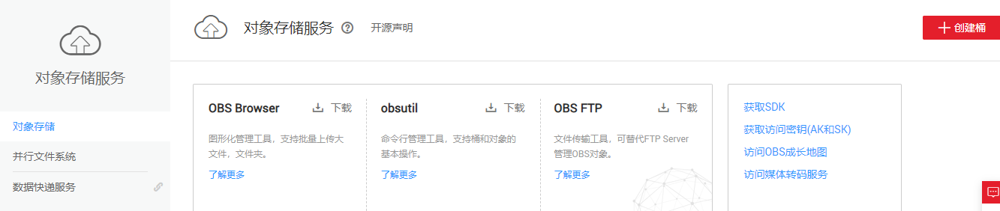 对象存储服务
对象存储
并行文件系统
数据快递服务
对象存储服务 ? 开源声明
创建桶
OBS Browser 下载
图形化管理工具，支持批量上传大
文件，文件夹。
了解更多
obsutil 下载
命令行管理工具，支持桶和对象的
基本操作。
了解更多
OBS FTP 下载
文件传输工具，可替代FTP Server
管理OBS对象。
了解更多
获取SDK
获取访问密钥(AK和SK)
访问OBS成长地图
访问媒体转码服务